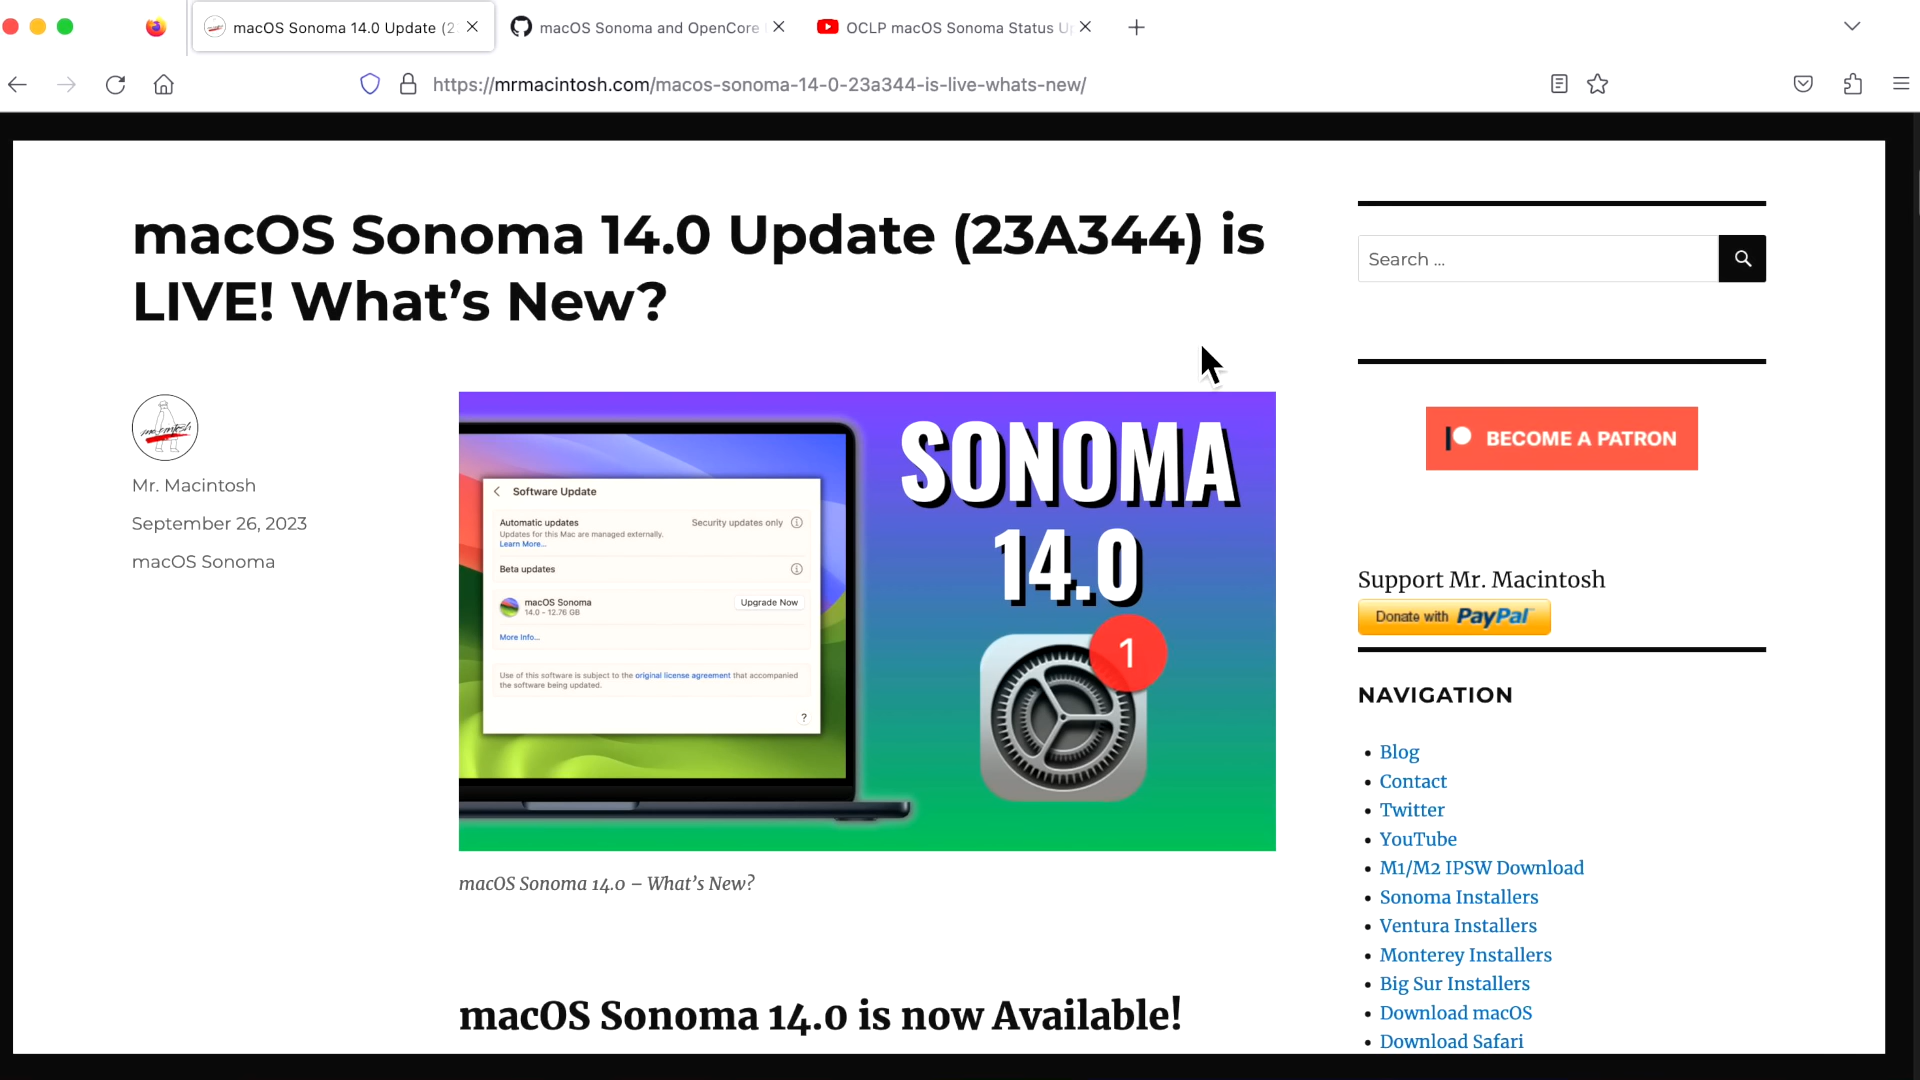 macOS Sonoma 14.0 Update (2
macOS Sonoma and OpenCore
OCLP macOS Sonoma Status Up
https://mrmacintosh.com/macos-sonoma-14-0-23a344-is-live-whats-new/
macOS Sonoma 14.0 Update (23A344) is
LIVE! What’s New?
Mr. Macintosh
September 26, 2023
macOS Sonoma
Software Update
Automatic updates
Security updates only
Updates for this Mac are managed externally.
Learn More...
Beta updates
macOS Sonoma
14.0 - 12.76 GB
Upgrade Now
More Info...
Use of this software is subject to the original license agreement that accompanied
the software being updated.
?
SONOMA
14.0
1
macOS Sonoma 14.0 – What’s New?
macOS Sonoma 14.0 is now Available!
Search …
BECOME A PATRON
Support Mr. Macintosh
Donate with PayPal
NAVIGATION
Blog
Contact
Twitter
YouTube
M1/M2 IPSW Download
Sonoma Installers
Ventura Installers
Monterey Installers
Big Sur Installers
Download macOS
Download Safari